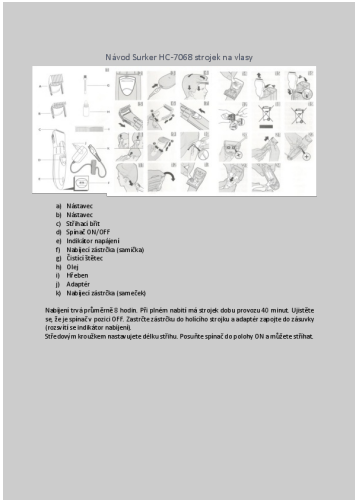 Návod Surker HC-7068 strojek na vlasy
a) Nástavec
b) Nástavec
c) Stříhací břit
d) Spínač ON/OFF
e) Indikátor napájení
f) Nabíjecí zástrčka (samička)
g) Čistící štětec
h) Olej
i) Hřeben
j) Adaptér
k) Nabíjecí zástrčka (sameček)
Nabíjení trvá průměrně 8 hodin. Při plném nabití má strojek dobu provozu 40 minut. Ujistěte
se, že je spínač v pozici OFF. Zastrčte zástrčku do holícího strojku a adaptér zapojte do zásuvky
(rozsvítí se indikátor nabíjení).
Středovým kroužkem nastavujete délku střihu. Posuňte spínač do polohy ON a můžete stříhat.